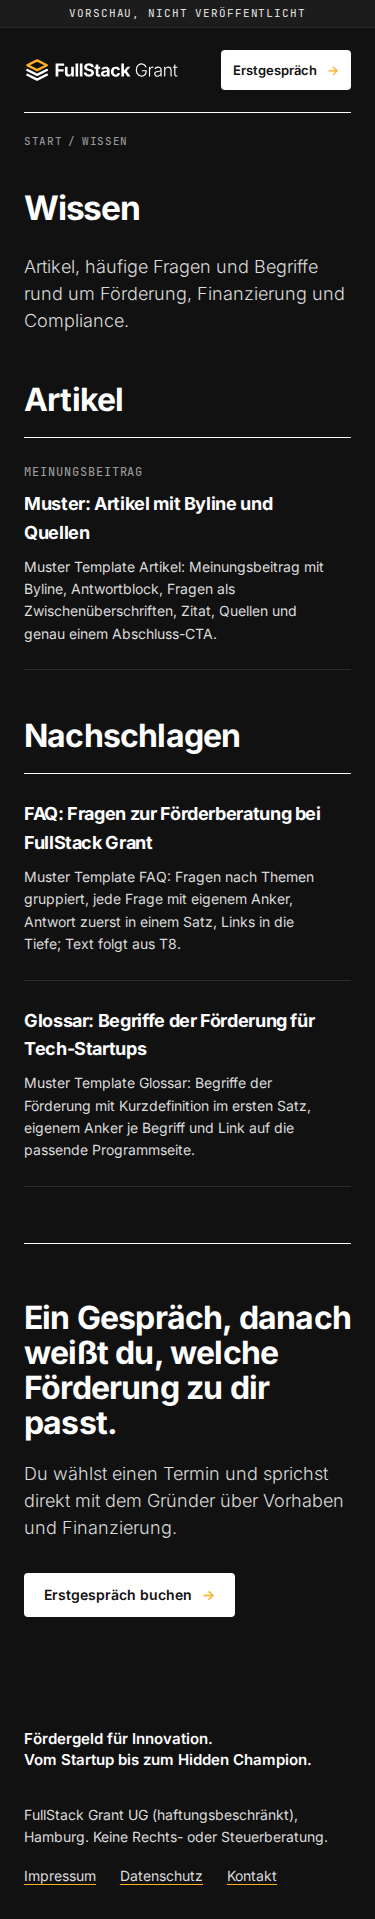 VORSCHAU, NICHT VERÖFFENTLICHT
FullStack Grant
Erstgespräch →
START / WISSEN
Wissen
Artikel, häufige Fragen und Begriffe
rund um Förderung, Finanzierung und
Compliance.
Artikel
MEINUNGSBEITRAG
Muster: Artikel mit Byline und
Quellen
Muster Template Artikel: Meinungsbeitrag mit
Byline, Antwortblock, Fragen als
Zwischenüberschriften, Zitat, Quellen und
genau einem Abschluss-CTA.
Nachschlagen
FAQ: Fragen zur Förderberatung bei
FullStack Grant
Muster Template FAQ: Fragen nach Themen
gruppiert, jede Frage mit eigenem Anker,
Antwort zuerst in einem Satz, Links in die
Tiefe; Text folgt aus T8.
Glossar: Begriffe der Förderung für
Tech-Startups
Muster Template Glossar: Begriffe der
Förderung mit Kurzdefinition im ersten Satz,
eigenem Anker je Begriff und Link auf die
passende Programmseite.
Ein Gespräch, danach
weißt du, welche
Förderung zu dir
passt.
Du wählst einen Termin und sprichst
direkt mit dem Gründer über Vorhaben
und Finanzierung.
Erstgespräch buchen →
Fördergeld für Innovation.
Vom Startup bis zum Hidden Champion.
FullStack Grant UG (haftungsbeschränkt),
Hamburg. Keine Rechts- oder Steuerberatung.
Impressum Datenschutz Kontakt